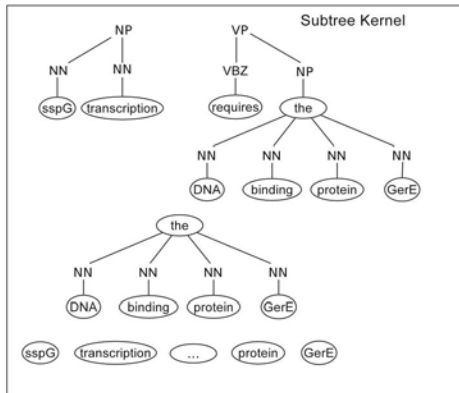 Subtree Kernel
NP VP
NN NN VBZ NP
sspG transcription requires the
NN NN NN NN
DNA binding protein GerE
the
NN NN NN NN
DNA binding protein GerE
sspG transcription ... protein GerE